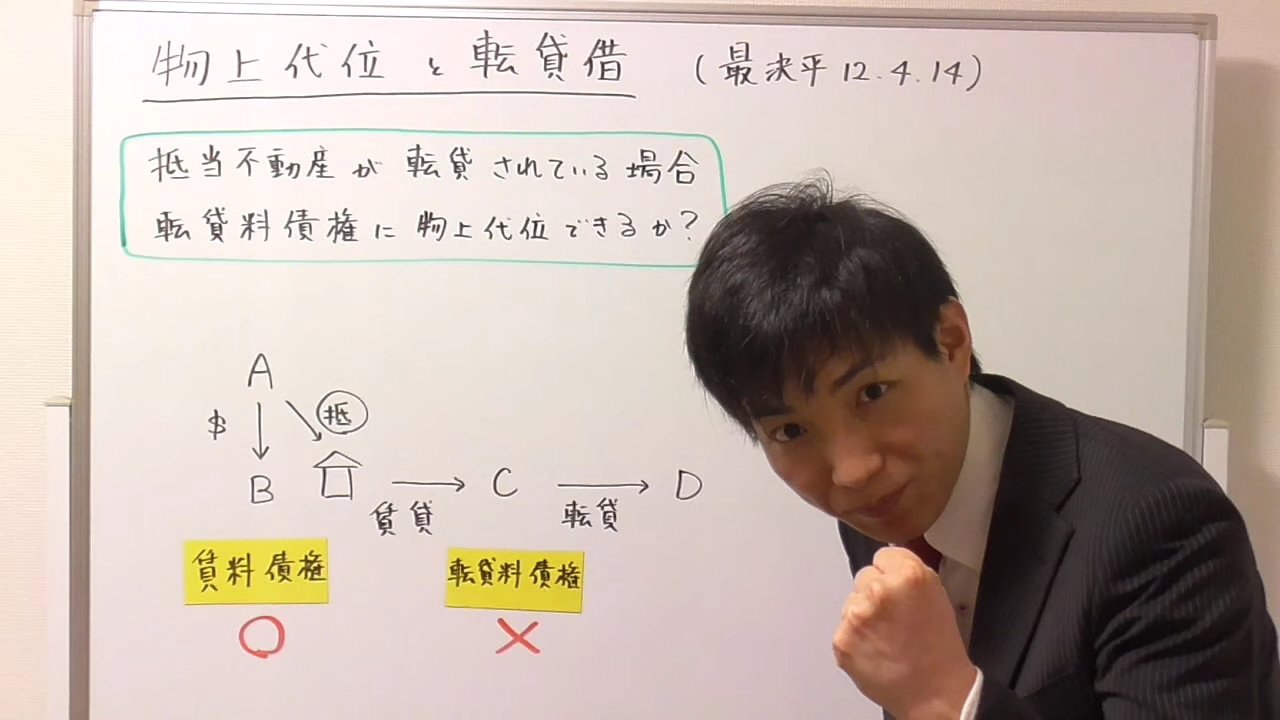 物上代位と転貸借 (最決平12.4.14)
抵当不動産が転貸されている場合
転貸料債権に物上代位できるか?
A
$ 抵
B 賃貸 C 転貸 D
賃料債権 転貸料債権
○ ×